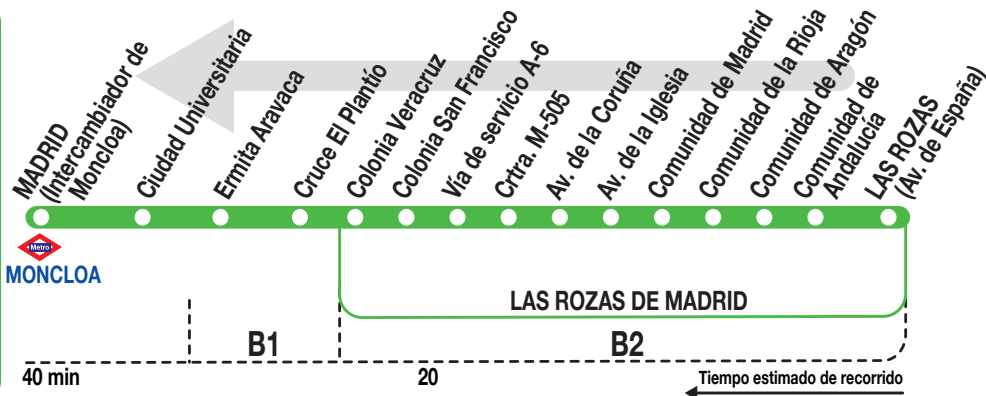 MADRID
(Intercambiador de
Moncloa)
Ciudad Universitaria
Ermita Aravaca
Cruce El Plantío
Colonia Veracruz
Colonia San Francisco
Vía de servicio A-6
Crtra. M-505
Av. de la Coruña
Av. de la Iglesia
Comunidad de Madrid
Comunidad de la Rioja
Comunidad de Aragón
Comunidad de
Andalucía
LAS ROZAS
(Av. de España)
Metro
MONCLOA
LAS ROZAS DE MADRID
B1
B2
40 min
20
Tiempo estimado de recorrido